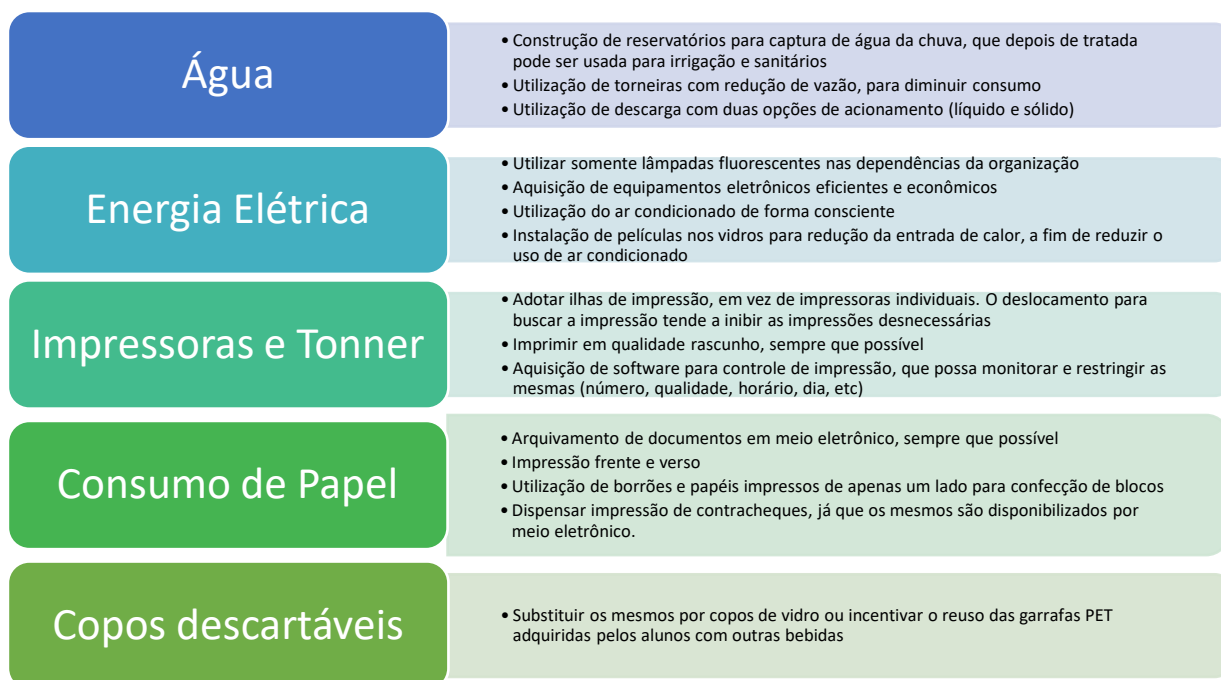 Água
• Construção de reservatórios para captura de água da chuva, que depois de tratada
pode ser usada para irrigação e sanitários
• Utilização de torneiras com redução de vazão, para diminuir consumo
• Utilização de descarga com duas opções de acionamento (líquido e sólido)
Energia Elétrica
• Utilizar somente lâmpadas fluorescentes nas dependências da organização
• Aquisição de equipamentos eletrônicos eficientes e econômicos
• Utilização do ar condicionado de forma consciente
• Instalação de películas nos vidros para redução da entrada de calor, a fim de reduzir o
uso de ar condicionado
Impressoras e Tonner
• Adotar ilhas de impressão, em vez de impressoras individuais. O deslocamento para
buscar a impressão tende a inibir as impressões desnecessárias
• Imprimir em qualidade rascunho, sempre que possível
• Aquisição de software para controle de impressão, que possa monitorar e restringir as
mesmas (número, qualidade, horário, dia, etc)
Consumo de Papel
• Arquivamento de documentos em meio eletrônico, sempre que possível
• Impressão frente e verso
• Utilização de borrões e papéis impressos de apenas um lado para confecção de blocos
• Dispensar impressão de contracheques, já que os mesmos são disponibilizados por
meio eletrônico.
Copos descartáveis
• Substituir os mesmos por copos de vidro ou incentivar o reuso das garrafas PET
adquiridas pelos alunos com outras bebidas